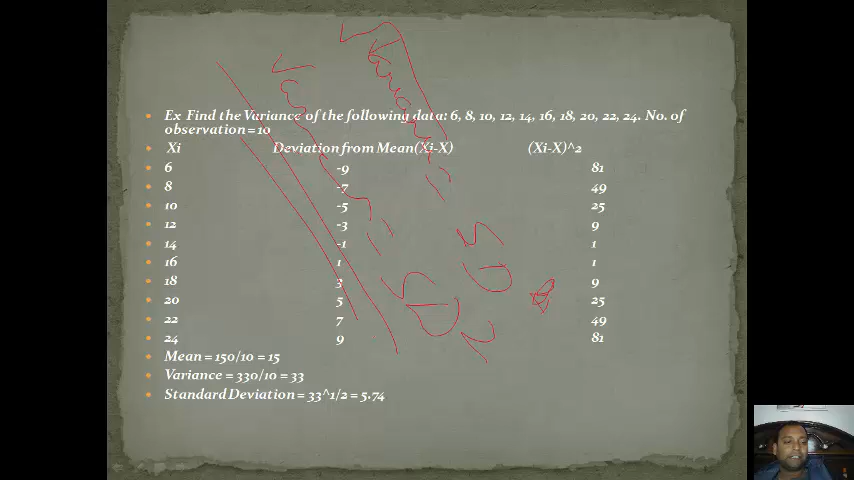 Ex Find the Variance of the following data: 6, 8, 10, 12, 14, 16, 18, 20, 22, 24. No. of
observation = 10
Xi Deviation from Mean(Xi-X) (Xi-X)^2
6 -9 81
8 -7 49
10 -5 25
12 -3 9
14 -1 1
16 1 1
18 3 9
20 5 25
22 7 49
24 9 81
Mean = 150/10 = 15
Variance = 330/10 = 33
Standard Deviation = 33^1/2 = 5.74